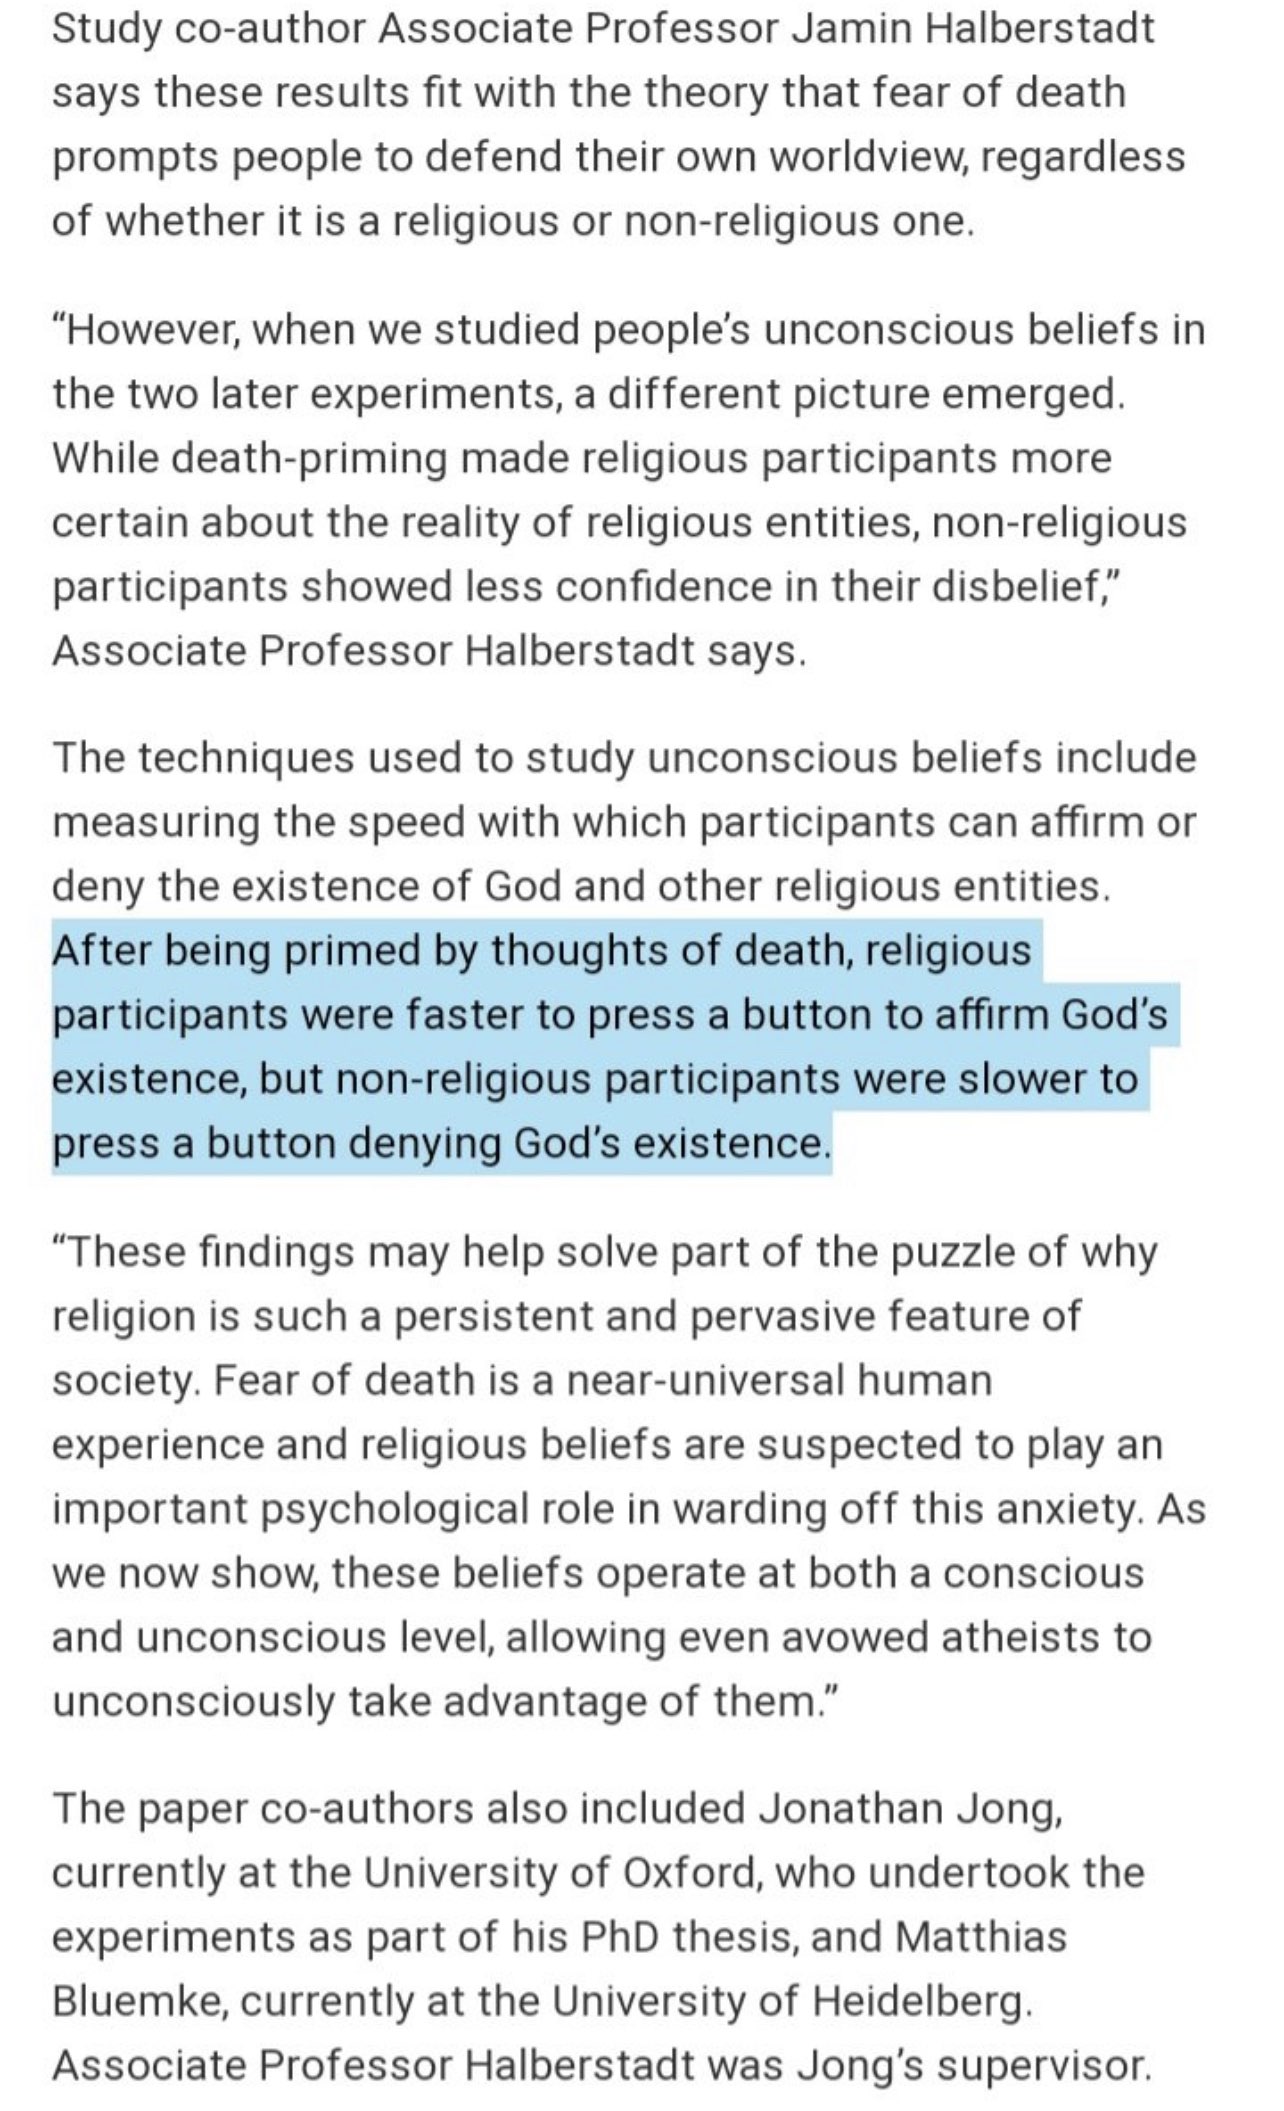 Study co-author Associate Professor Jamin Halberstadt
says these results fit with the theory that fear of death
prompts people to defend their own worldview, regardless
of whether it is a religious or non-religious one.
“However, when we studied people’s unconscious beliefs in
the two later experiments, a different picture emerged.
While death-priming made religious participants more
certain about the reality of religious entities, non-religious
participants showed less confidence in their disbelief,”
Associate Professor Halberstadt says.
The techniques used to study unconscious beliefs include
measuring the speed with which participants can affirm or
deny the existence of God and other religious entities.
After being primed by thoughts of death, religious
participants were faster to press a button to affirm God’s
existence, but non-religious participants were slower to
press a button denying God’s existence.
“These findings may help solve part of the puzzle of why
religion is such a persistent and pervasive feature of
society. Fear of death is a near-universal human
experience and religious beliefs are suspected to play an
important psychological role in warding off this anxiety. As
we now show, these beliefs operate at both a conscious
and unconscious level, allowing even avowed atheists to
unconsciously take advantage of them.”
The paper co-authors also included Jonathan Jong,
currently at the University of Oxford, who undertook the
experiments as part of his PhD thesis, and Matthias
Bluemke, currently at the University of Heidelberg.
Associate Professor Halberstadt was Jong’s supervisor.